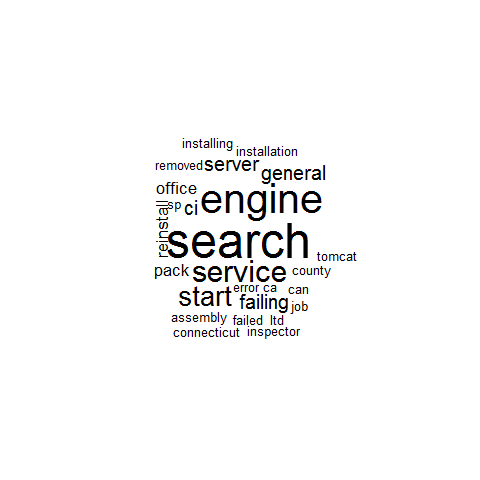 installing
installation
removed server
general
office
engine
sp ci
reinstall
search
tomcat
pack service county
error ca can
start failing job
assembly failed ltd
connecticut inspector